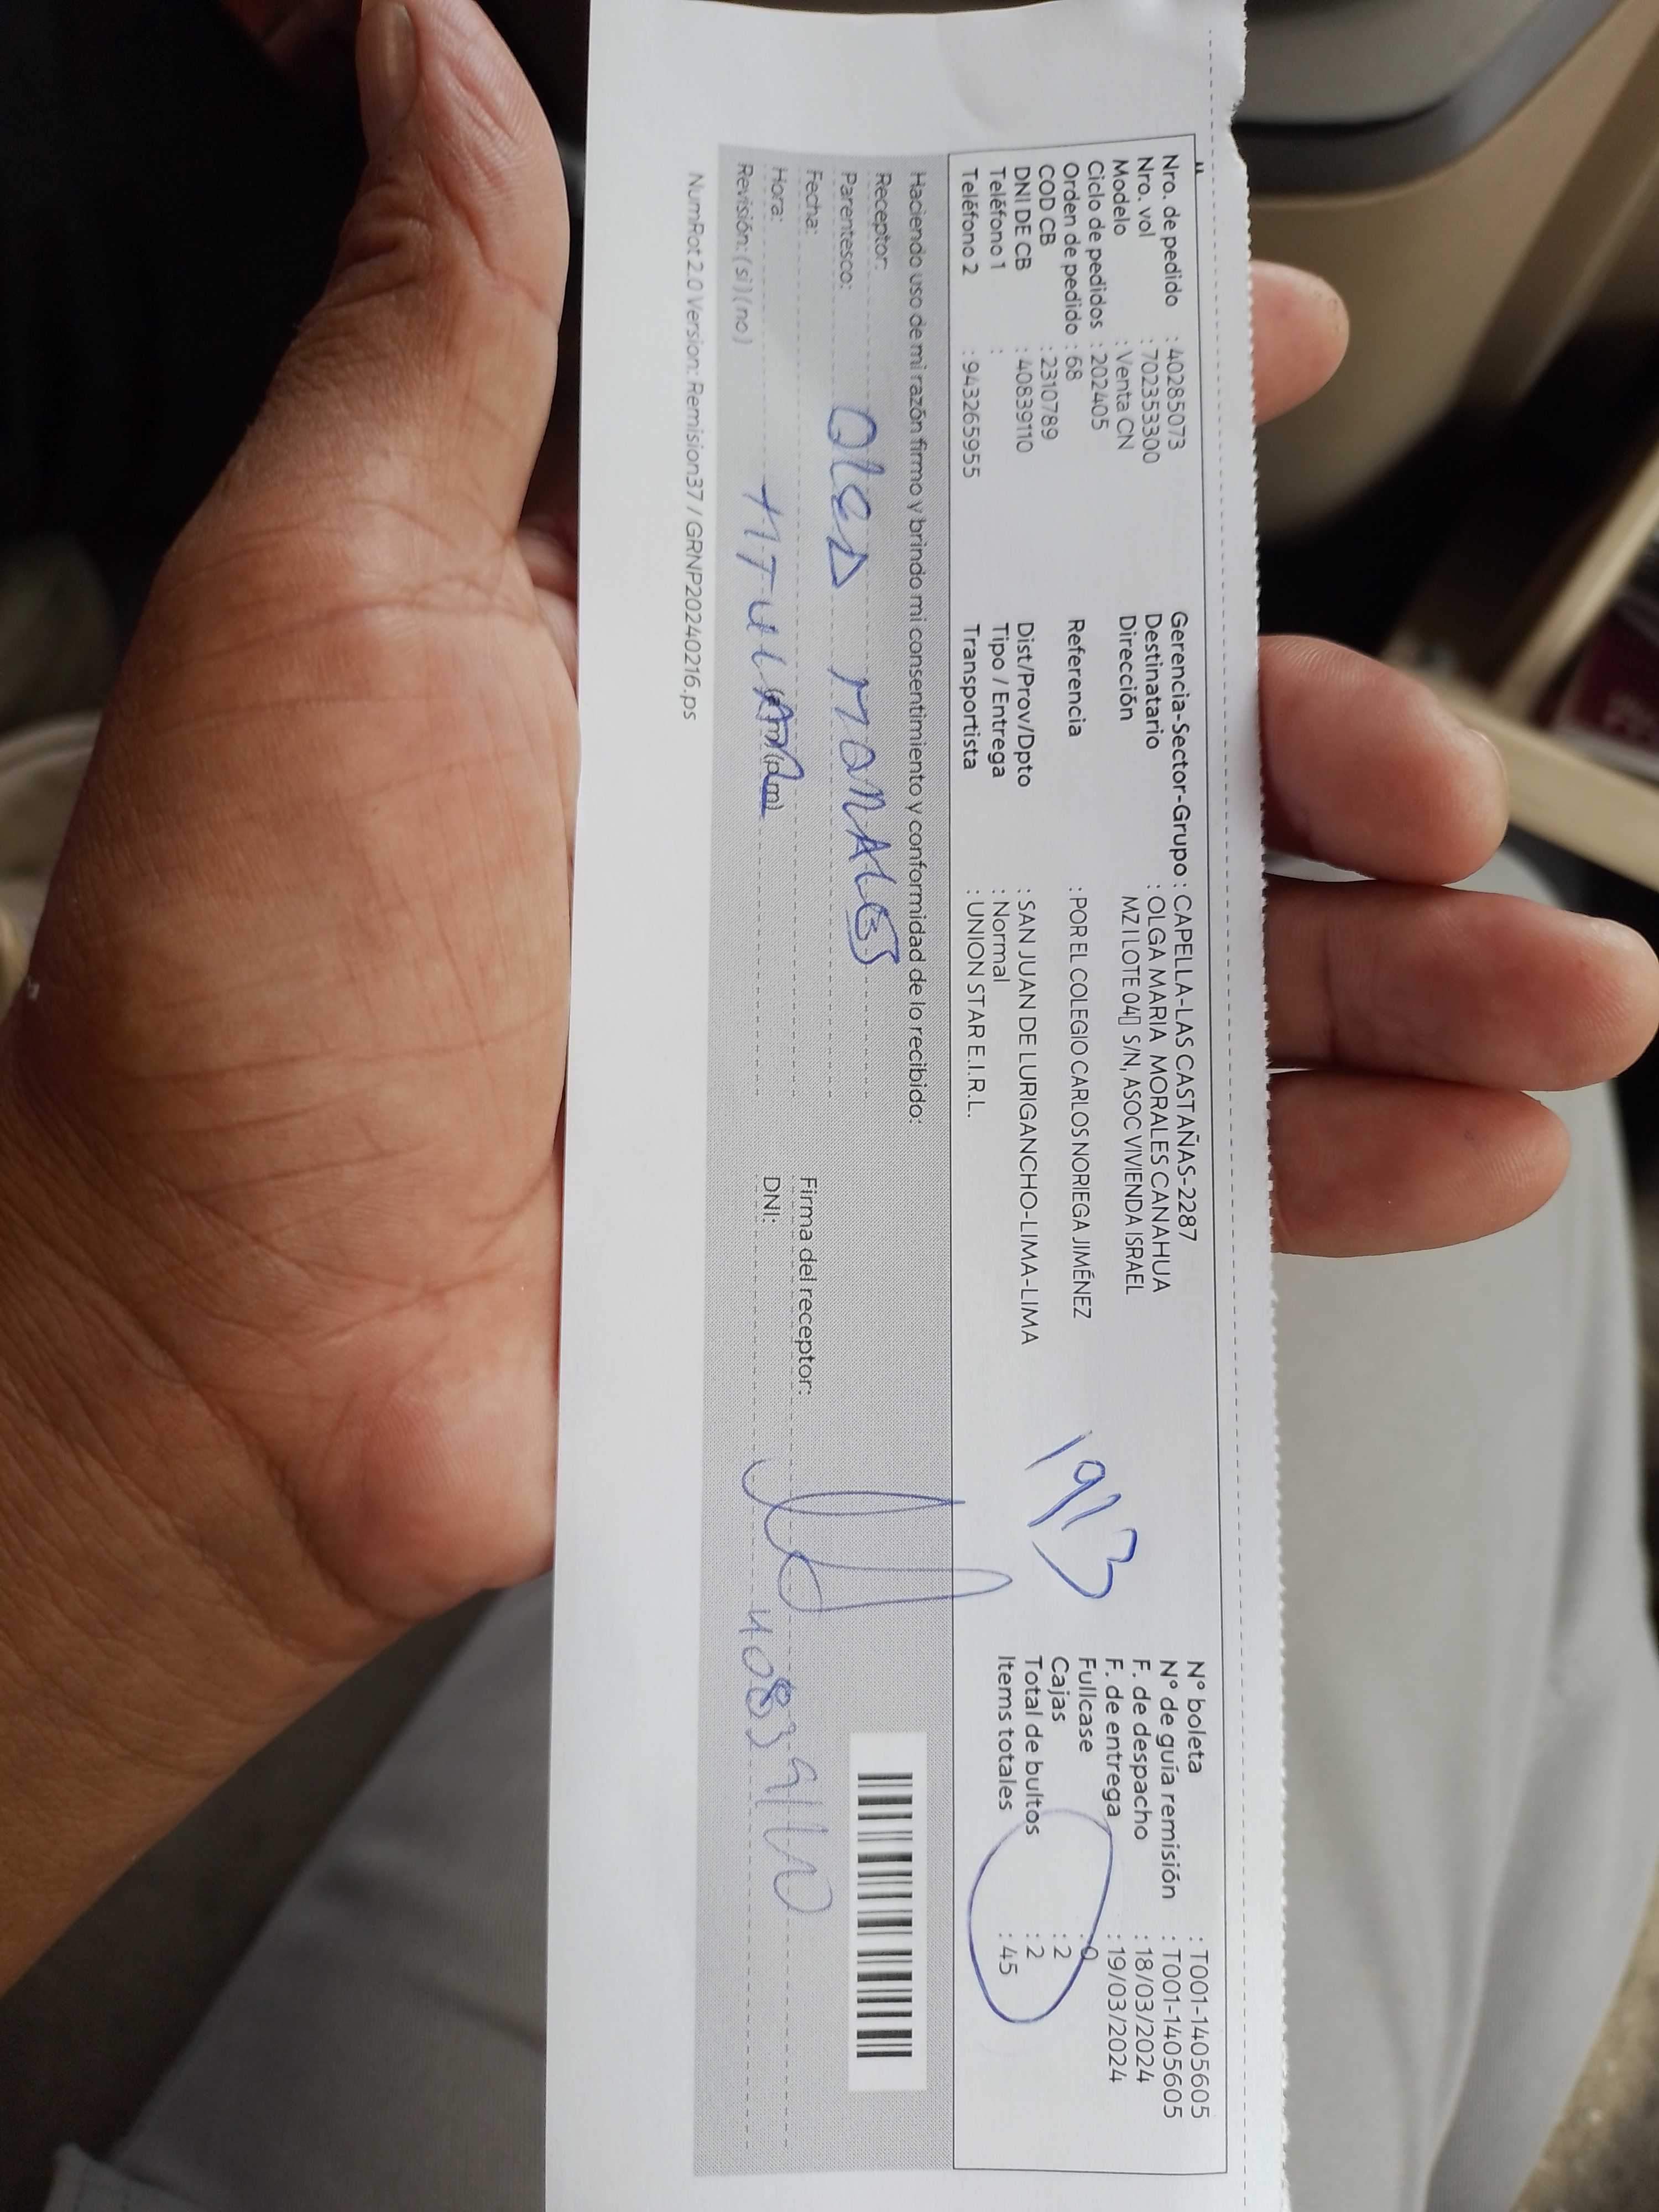 Nro. de pedido : 40285073
Nro. vol : 702353300
Modelo : Venta CN
Ciclo de pedidos : 202405
Orden de pedido : 68
COD CB : 2310789
DNI DE CB : 40839110
Teléfono 1 :
Teléfono 2 : 943265955
Gerencia-Sector-Grupo : CAPELLA-LAS CASTAÑAS-2287
Destinatario : OLGA MARIA MORALES CANAHUA
Dirección MZ I LOTE 04 S/N, ASOC VIVIENDA ISRAEL
Referencia : POR EL COLEGIO CARLOS NORIEGA JIMÉNEZ
Dist/Prov/Dpto : SAN JUAN DE LURIGANCHO-LIMA-LIMA
Tipo / Entrega : Normal
Transportista : UNION STAR E.I.R.L.
1913
N° boleta : T001-1405605
N° de guía remisión : T001-1405605
F. de despacho : 18/03/2024
F. de entrega : 19/03/2024
Fullcase : 0
Cajas : 2
Total de bultos : 2
Items totales : 45
Haciendo uso de mi razón firmo y brindo mi consentimiento y conformidad de lo recibido:
Receptor:
Parentesco: OLGA MORALES
Fecha:
Hora: (am)(pm)
Revisión: (si)(no)
Firma del receptor:
DNI: 40839110
NumRot 2.0 Version: Remision37 / GRNP20240216.ps